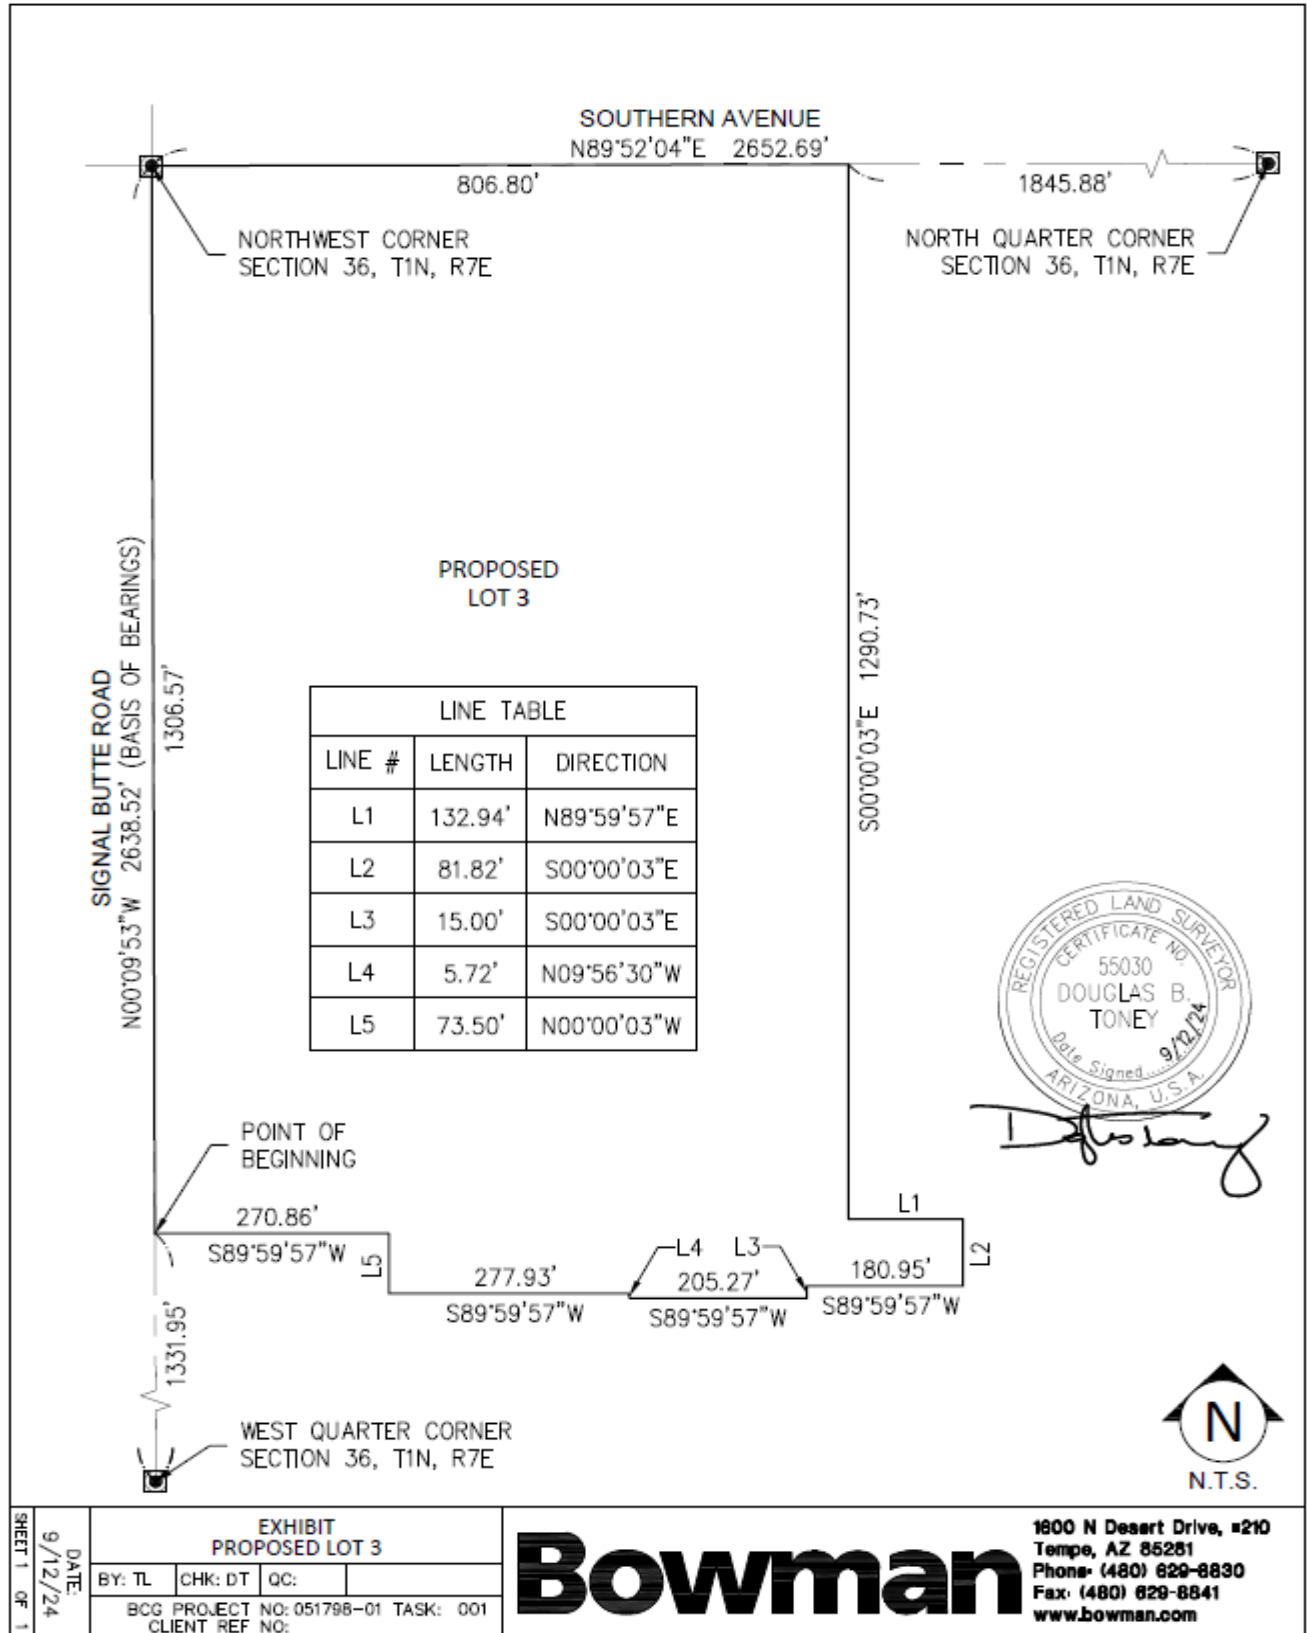 SOUTHERN AVENUE
N89°52'04"E 2652.69'
806.80'
1845.88'
NORTHWEST CORNER
SECTION 36, T1N, R7E
NORTH QUARTER CORNER
SECTION 36, T1N, R7E
SIGNAL BUTTE ROAD
N00°09'53"W 2638.52' (BASIS OF BEARINGS)
1306.57'
PROPOSED
LOT 3
S00°00'03"E 1290.73'
LINE TABLE
LINE # LENGTH DIRECTION
L1 132.94' N89°59'57"E
L2 81.82' S00°00'03"E
L3 15.00' S00°00'03"E
L4 5.72' N09°56'30"W
L5 73.50' N00°00'03"W
REGISTERED LAND SURVEYOR
CERTIFICATE NO.
55030
DOUGLAS B.
TONEY
Date Signed 9/12/24
ARIZONA, U.S.A.
POINT OF
BEGINNING
270.86'
S89°59'57"W
L5
277.93'
S89°59'57"W
L4 L3
205.27'
S89°59'57"W
180.95'
S89°59'57"W
L1
L2
1331.95'
WEST QUARTER CORNER
SECTION 36, T1N, R7E
N
N.T.S.
SHEET 1 OF 1
DATE:
9/12/24
EXHIBIT
PROPOSED LOT 3
BY: TL CHK: DT QC:
BCG PROJECT NO: 051798-01 TASK: 001
CLIENT REF NO:
Bowman
1600 N Desert Drive, #210
Tempe, AZ 85281
Phone: (480) 629-8830
Fax: (480) 629-8841
www.bowman.com